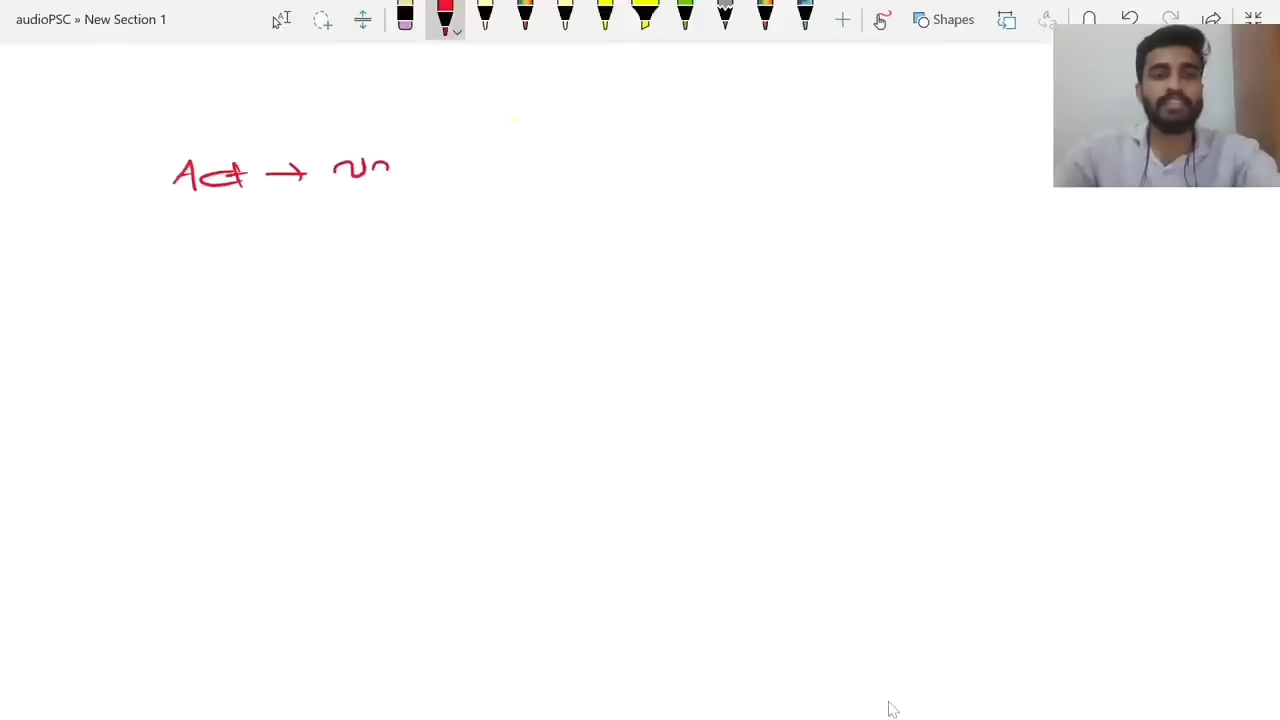 audioPSC » New Section 1
Shapes
Act →